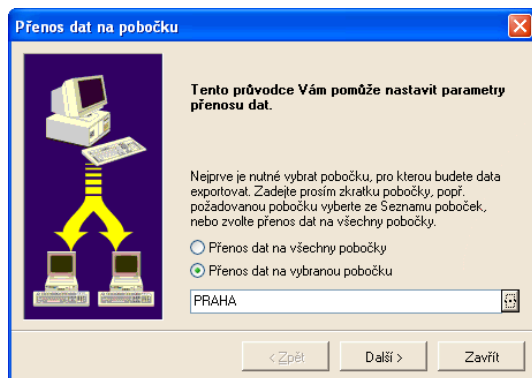 Přenos dat na pobočku
Tento průvodce Vám pomůže nastavit parametry
přenosu dat.
Nejprve je nutné vybrat pobočku, pro kterou budete data
exportovat. Zadejte prosím zkratku pobočky, popř.
požadovanou pobočku vyberte ze Seznamu poboček,
nebo zvolte přenos dat na všechny pobočky.
Přenos dat na všechny pobočky
Přenos dat na vybranou pobočku
PRAHA
< Zpět Další > Zavřít